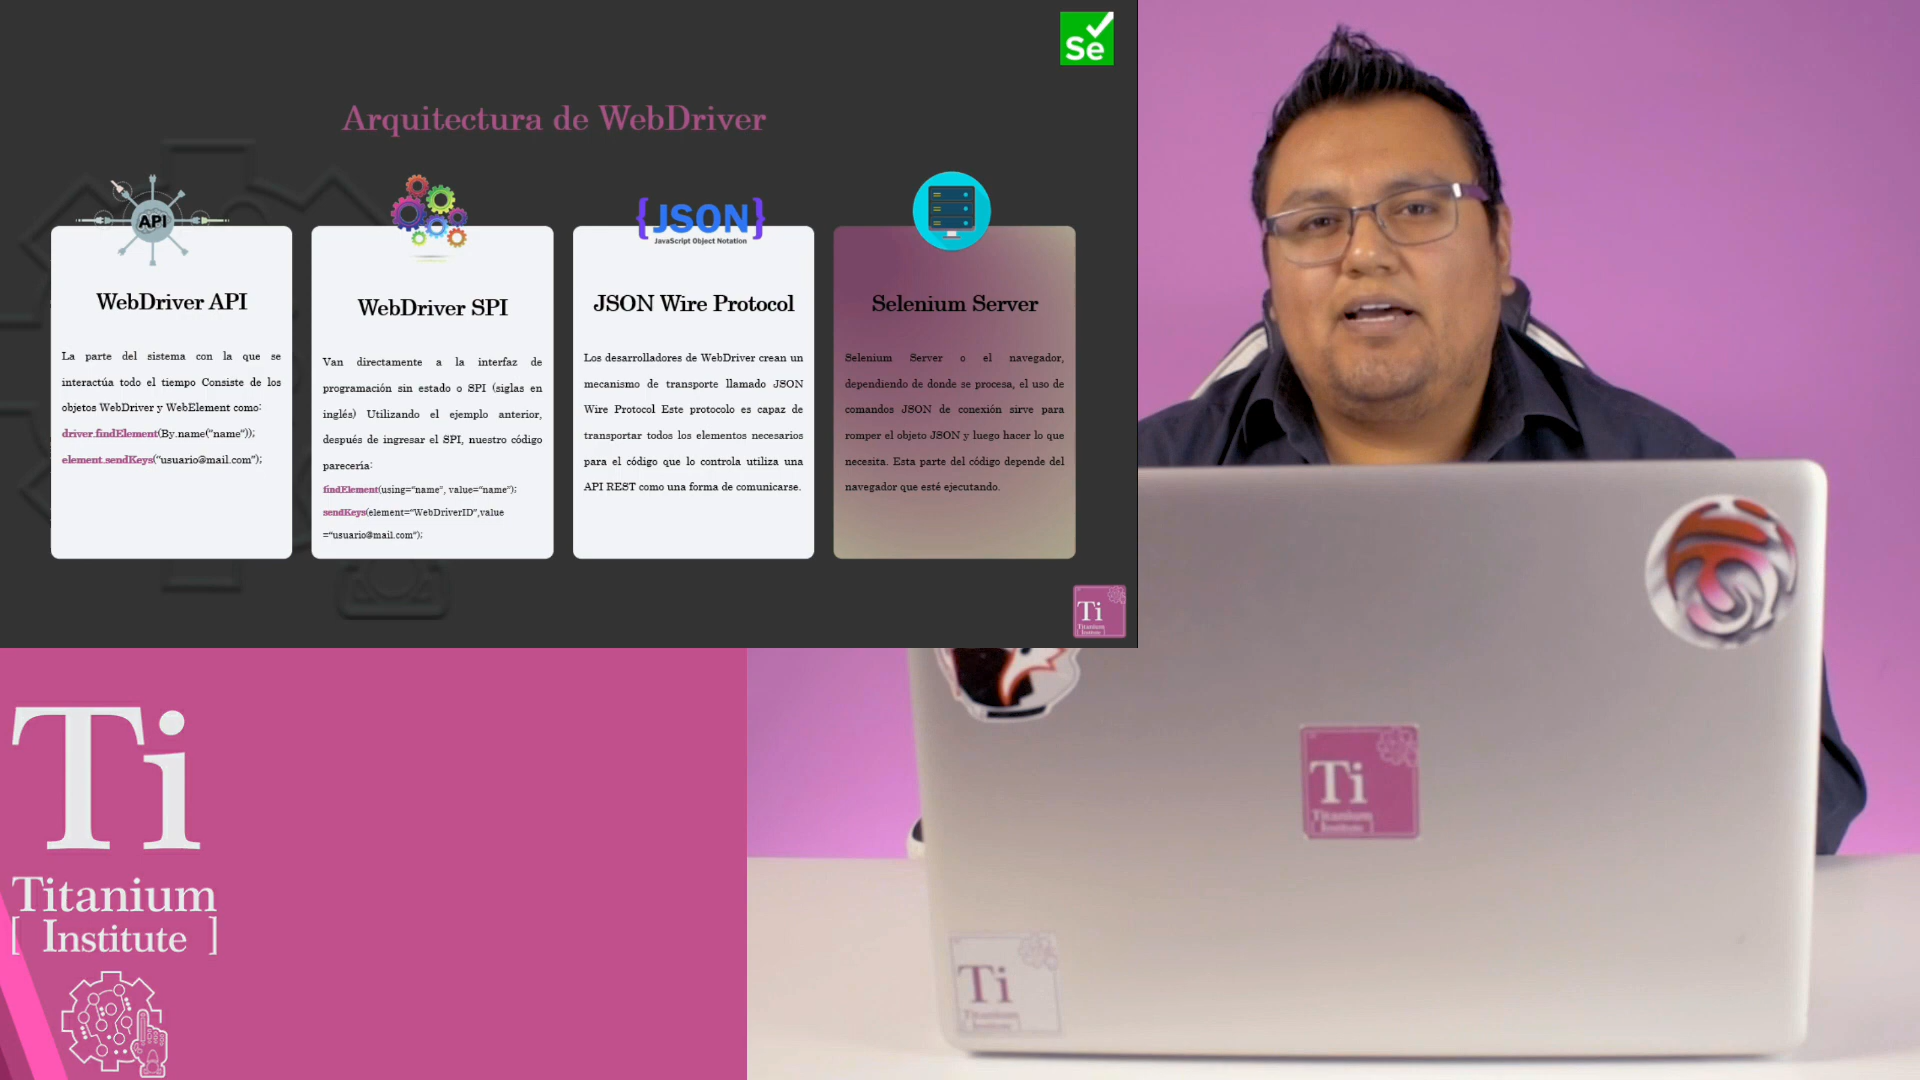 Se
Arquitectura de WebDriver
API
WebDriver API
La parte del sistema con la que se
interactúa todo el tiempo Consiste de los
objetos WebDriver y WebElement como:
driver.findElement(By.name("name"));
element.sendKeys("usuario@mail.com");
WebDriver SPI
Van directamente a la interfaz de
programación sin estado o SPI (siglas en
inglés) Utilizando el ejemplo anterior,
después de ingresar el SPI, nuestro código
parecería:
findElement(using="name", value="name");
sendKeys(element="WebDriverID",value
="usuario@mail.com");
{JSON}
JavaScript Object Notation
JSON Wire Protocol
Los desarrolladores de WebDriver crean un
mecanismo de transporte llamado JSON
Wire Protocol Este protocolo es capaz de
transportar todos los elementos necesarios
para el código que lo controla utiliza una
API REST como una forma de comunicarse.
Selenium Server
Selenium Server o el navegador,
dependiendo de donde se procesa, el uso de
comandos JSON de conexión sirve para
romper el objeto JSON y luego hacer lo que
necesita. Esta parte del código depende del
navegador que esté ejecutando.
Ti
Titanium
[ Institute ]
Ti
Titanium
[ Institute ]
Ti
Titanium
[ Institute ]
Ti
Titanium
[ Institute ]